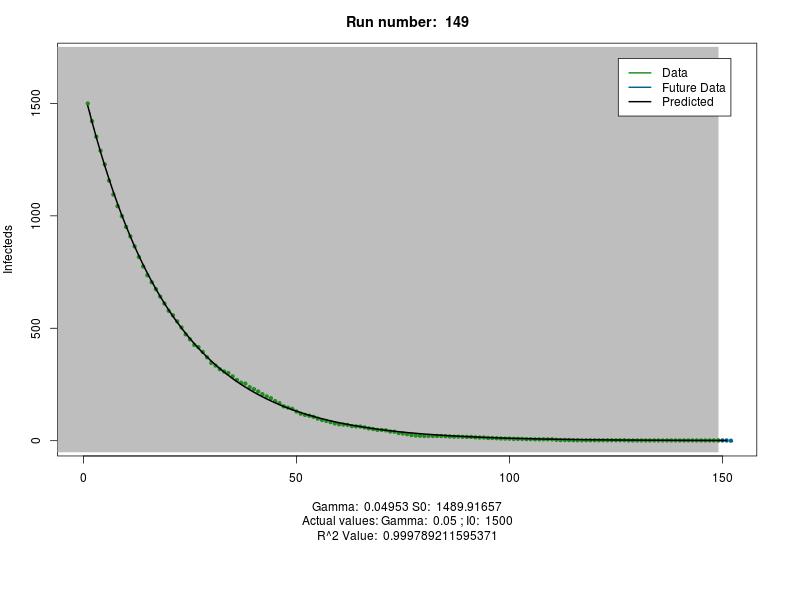 Run number: 149
Data
Future Data
Predicted
1500
1000
500
0
Infecteds
0 50 100 150
Gamma: 0.04953 S0: 1489.91657
Actual values: Gamma: 0.05 ; I0: 1500
R^2 Value: 0.999789211595371